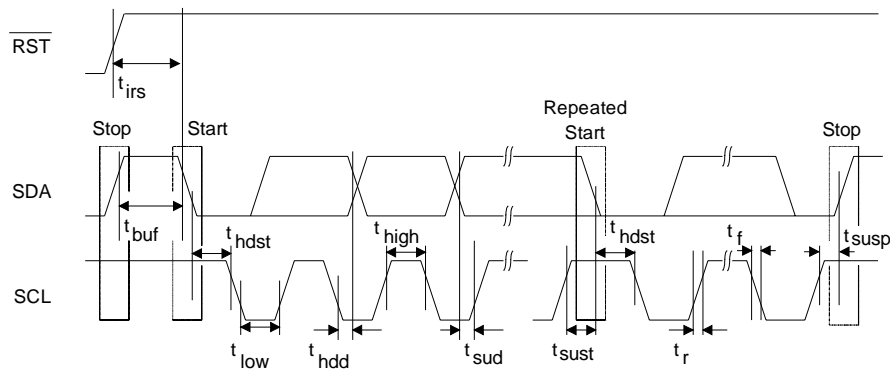 RST
t irs
Repeated
Stop Start Start Stop
SDA
t buf t hdst t high t hdst t f t susp
SCL
t low t hdd t sud t sust t r